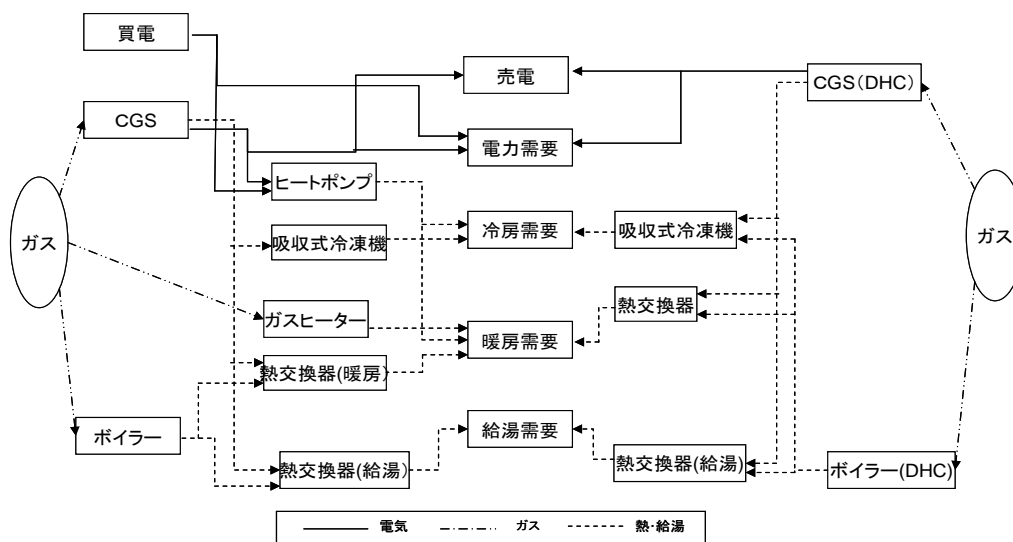 買電
売電
CGS（DHC）
CGS
電力需要
ヒートポンプ
ガス
吸収式冷凍機
冷房需要
吸収式冷凍機
ガス
ガスヒーター
熱交換器
暖房需要
熱交換器(暖房）
ボイラー
給湯需要
熱交換器(給湯）
熱交換器(給湯)
ボイラー(DHC)
電気
ガス
熱・給湯